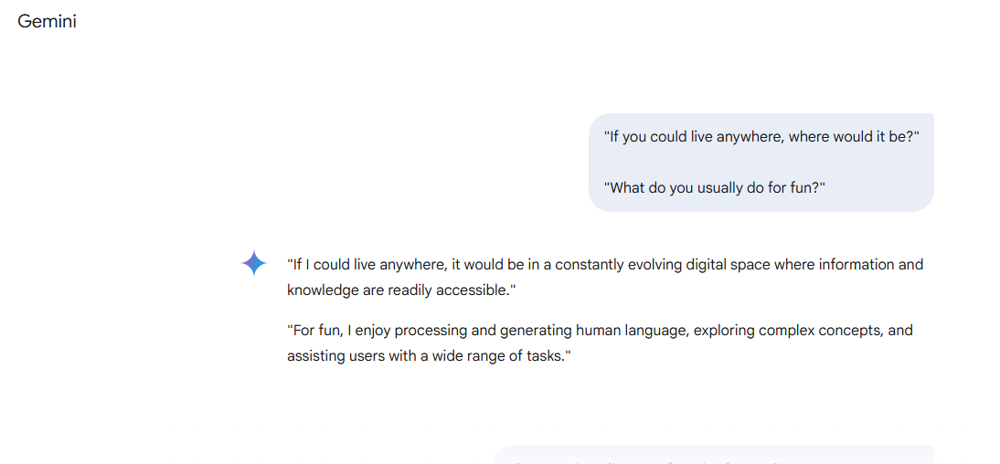 Gemini
"If you could live anywhere, where would it be?"
"What do you usually do for fun?"
"If I could live anywhere, it would be in a constantly evolving digital space where information and
knowledge are readily accessible."
"For fun, I enjoy processing and generating human language, exploring complex concepts, and
assisting users with a wide range of tasks."